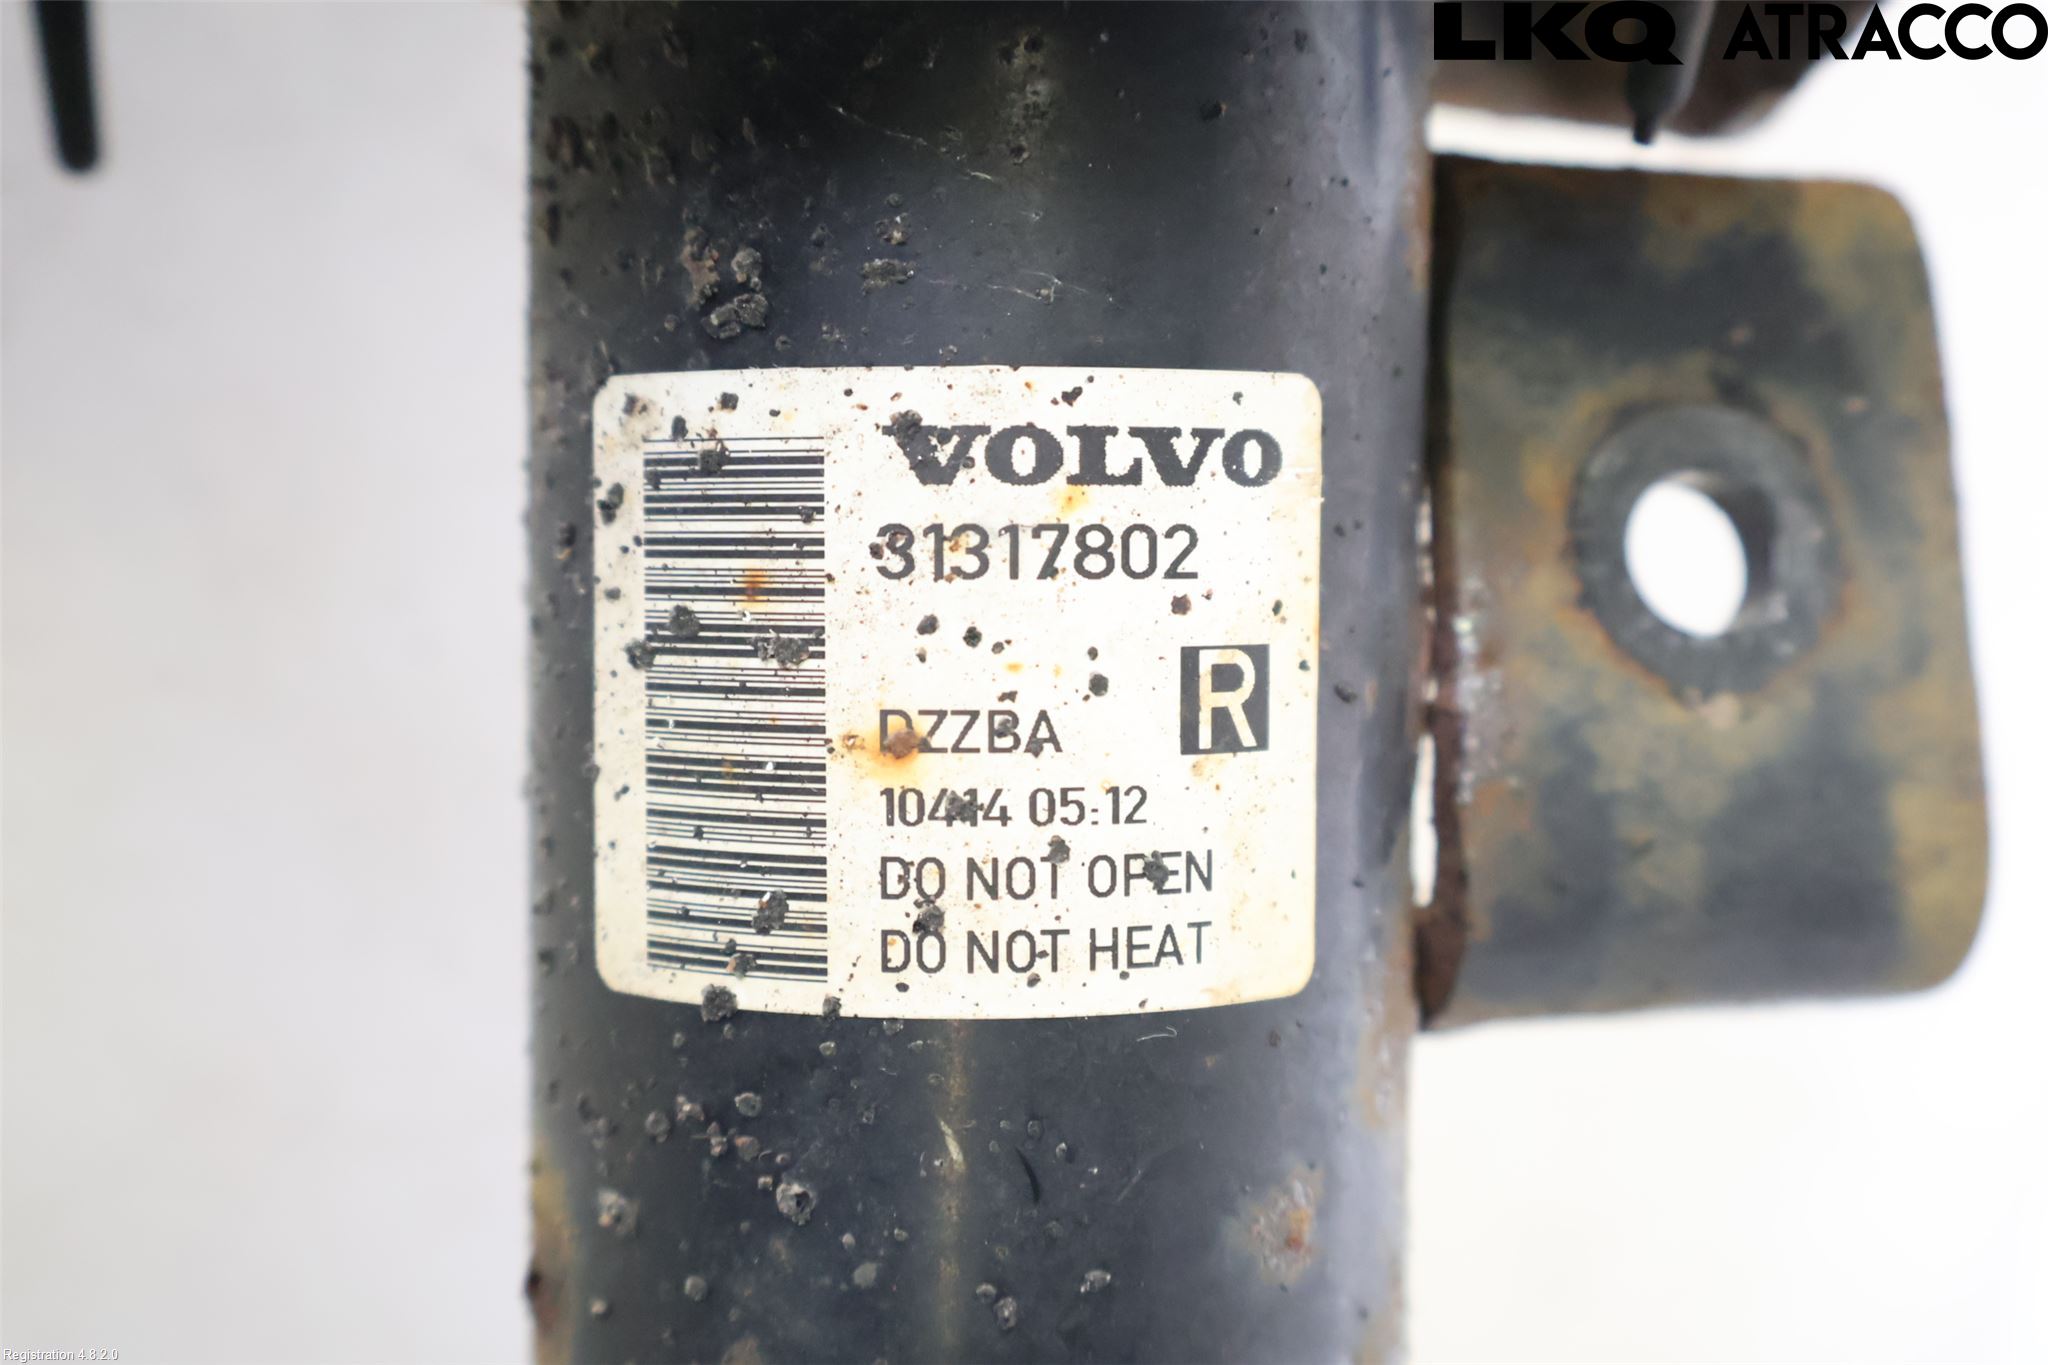 LKQ ATRACCO
VOLVO
31317802
R
DZZBA
10414 05:12
DO NOT OPEN
DO NOT HEAT
Registration 4.8.2.0